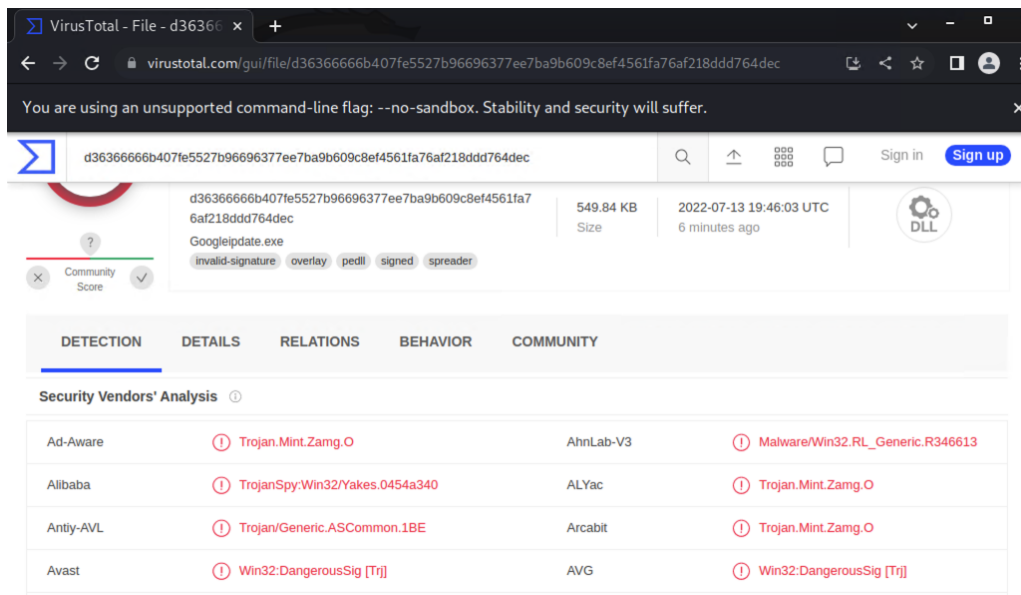 VirusTotal - File - d36366
virustotal.com/gui/file/d36366666b407fe5527b96696377ee7ba9b609c8ef4561fa76af218ddd764dec
You are using an unsupported command-line flag: --no-sandbox. Stability and security will suffer.
d36366666b407fe5527b96696377ee7ba9b609c8ef4561fa76af218ddd764dec Sign in Sign up
d36366666b407fe5527b96696377ee7ba9b609c8ef4561fa7
6af218ddd764dec
Googleipdate.exe
invalid-signature overlay pedll signed spreader
549.84 KB
Size
2022-07-13 19:46:03 UTC
6 minutes ago
DLL
?
Community
Score
DETECTION DETAILS RELATIONS BEHAVIOR COMMUNITY
Security Vendors' Analysis
Ad-Aware Trojan.Mint.Zamg.O AhnLab-V3 Malware/Win32.RL_Generic.R346613
Alibaba TrojanSpy:Win32/Yakes.0454a340 ALYac Trojan.Mint.Zamg.O
Antiy-AVL Trojan/Generic.ASCommon.1BE Arcabit Trojan.Mint.Zamg.O
Avast Win32:DangerousSig [Trj] AVG Win32:DangerousSig [Trj]